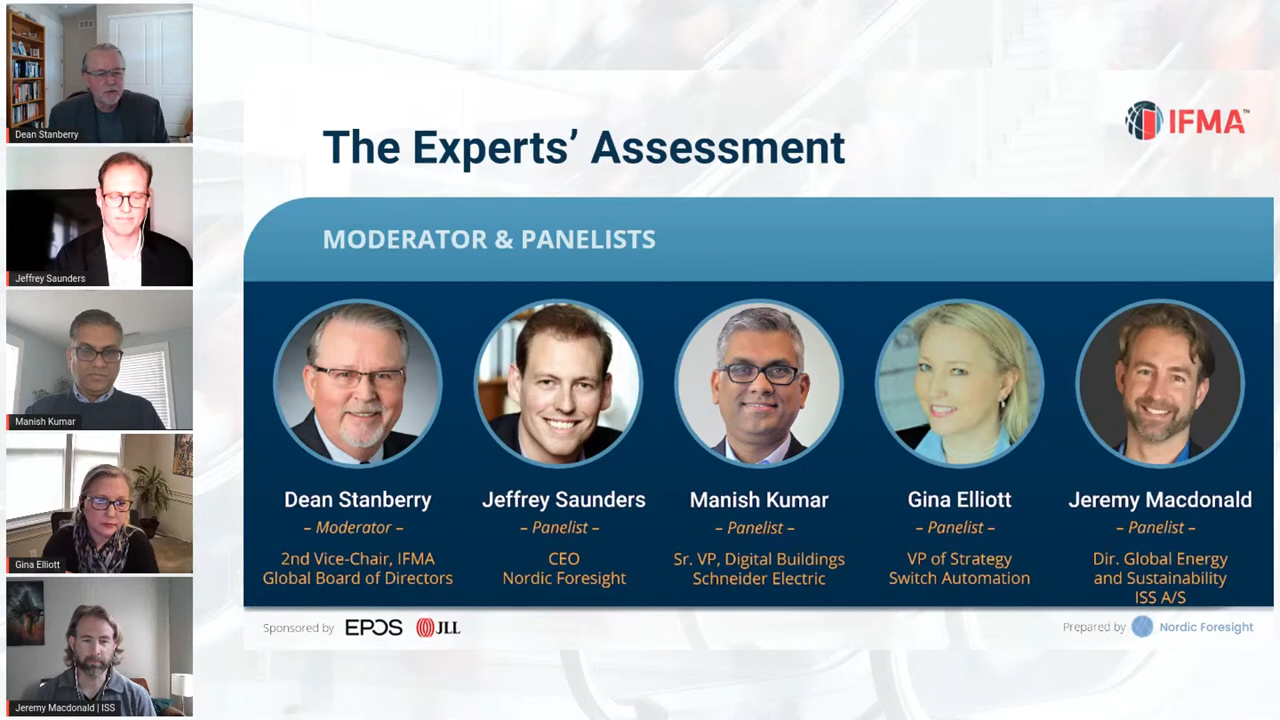 Dean Stanberry
Jeffrey Saunders
Manish Kumar
Gina Elliott
Jeremy Macdonald | ISS
IFMA™
The Experts’ Assessment
MODERATOR & PANELISTS
Dean Stanberry
– Moderator –
2nd Vice-Chair, IFMA
Global Board of Directors
Jeffrey Saunders
– Panelist –
CEO
Nordic Foresight
Manish Kumar
– Panelist –
Sr. VP, Digital Buildings
Schneider Electric
Gina Elliott
– Panelist –
VP of Strategy
Switch Automation
Jeremy Macdonald
– Panelist –
Dir. Global Energy
and Sustainability
ISS A/S
Sponsored by EPOS JLL
Prepared by Nordic Foresight